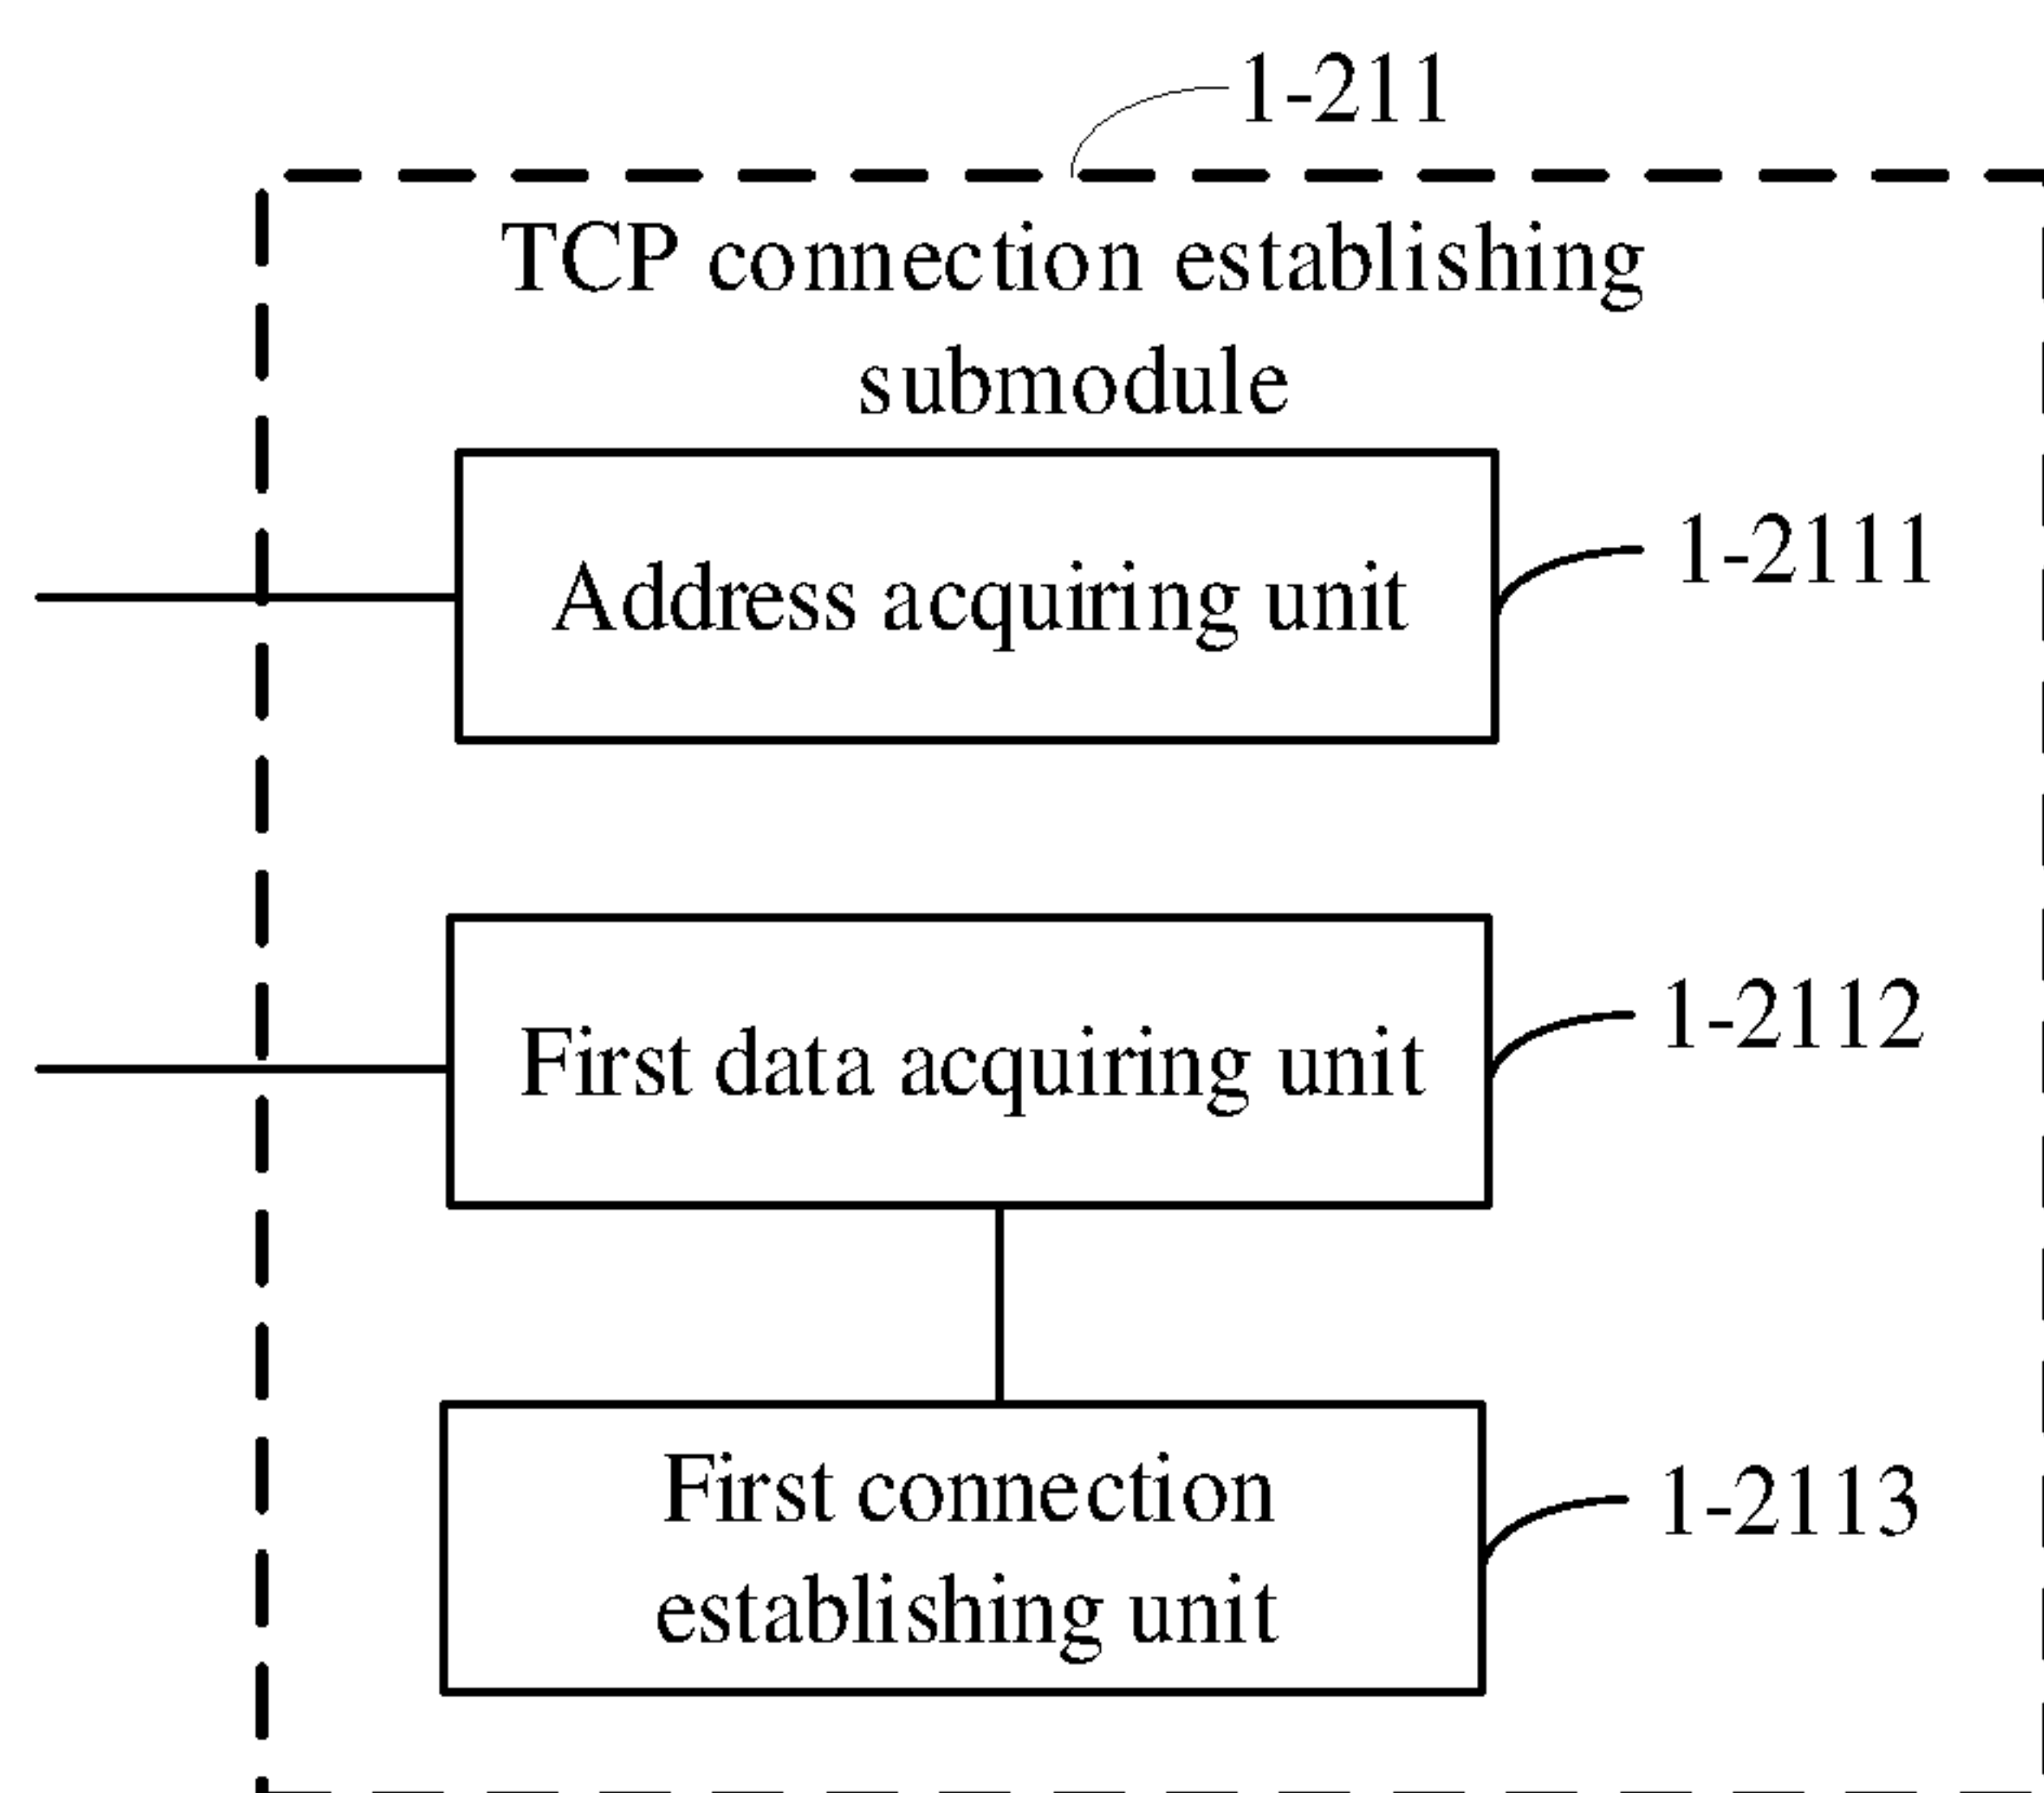 1-211
TCP connection establishing
submodule
Address acquiring unit
1-2111
First data acquiring unit
1-2112
First connection
establishing unit
1-2113